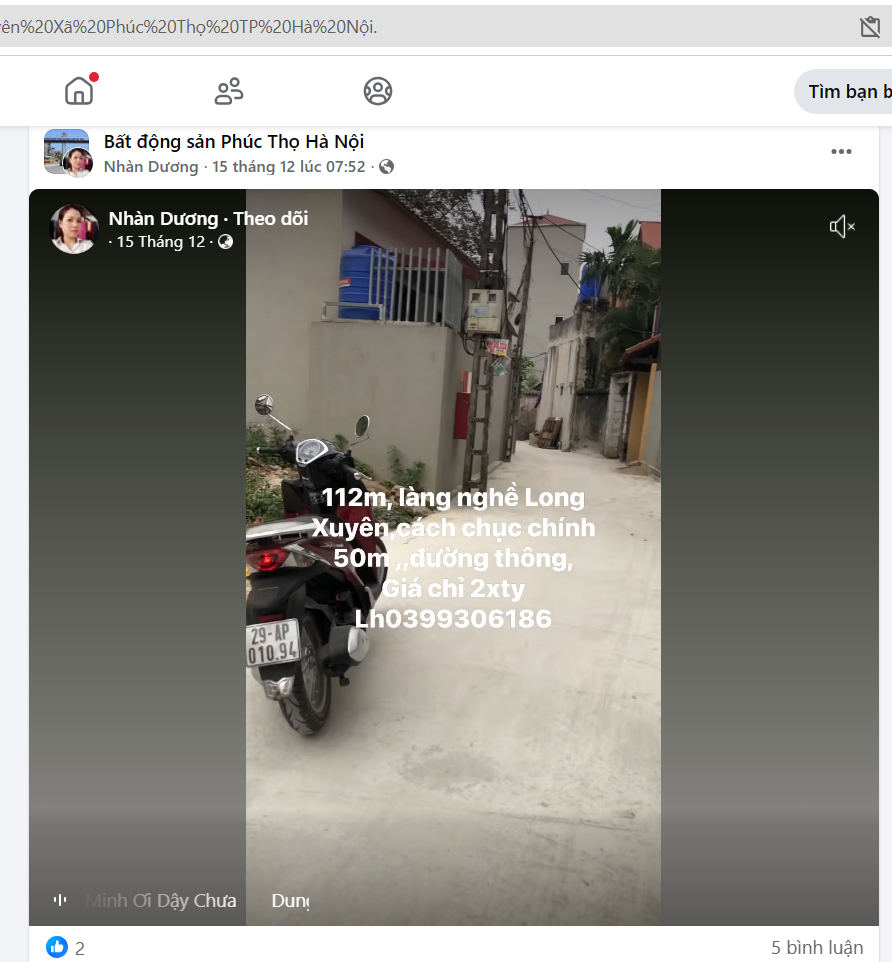 yên%20Xã%20Phúc%20Thọ%20TP%20Hà%20Nội.
Tìm bạn b
Bất động sản Phúc Thọ Hà Nội
Nhàn Dương · 15 tháng 12 lúc 07:52 ·
Nhàn Dương · Theo dõi
· 15 Tháng 12 ·
112m, làng nghề Long
Xuyên,cách chục chính
50m ,,đường thông,
Giá chỉ 2xty
Lh0399306186
29-AP
010.94
Mình Ơi Dậy Chưa Dung
2
5 bình luận